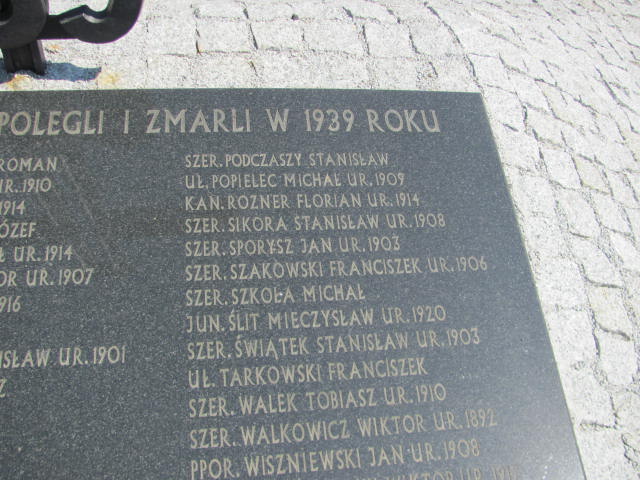 POLEGLI I ZMARLI W 1939 ROKU
ROMAN
UR. 1910
1914
ÓZEF
Ł UR. 1914
OR UR. 1907
1916
ISŁAW UR. 1901
Z
SZER. PODCZASZY STANISŁAW
UŁ. POPIELEC MICHAŁ UR. 1909
KAN. ROZNER FLORIAN UR. 1914
SZER. SIKORA STANISŁAW UR. 1908
SZER. SPORYSZ JAN UR. 1903
SZER. SZAKOWSKI FRANCISZEK UR. 1906
SZER. SZKOŁA MICHAŁ
JUN. ŚLIT MIECZYSŁAW UR. 1920
SZER. ŚWIĄTEK STANISŁAW UR. 1903
UŁ. TARKOWSKI FRANCISZEK
SZER. WALEK TOBIASZ UR. 1910
SZER. WALKOWICZ WIKTOR UR. 1892
PPOR. WISZNIEWSKI JAN UR. 1908
WIKTOR UR.